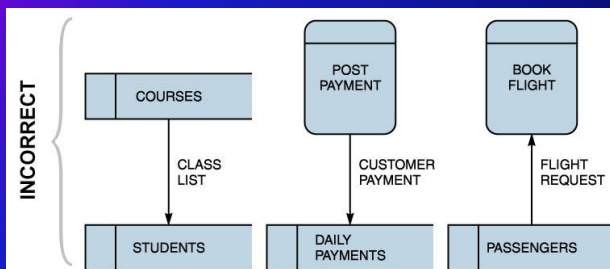 INCORRECT
COURSES
CLASS
LIST
STUDENTS
POST
PAYMENT
CUSTOMER
PAYMENT
DAILY
PAYMENTS
BOOK
FLIGHT
FLIGHT
REQUEST
PASSENGERS